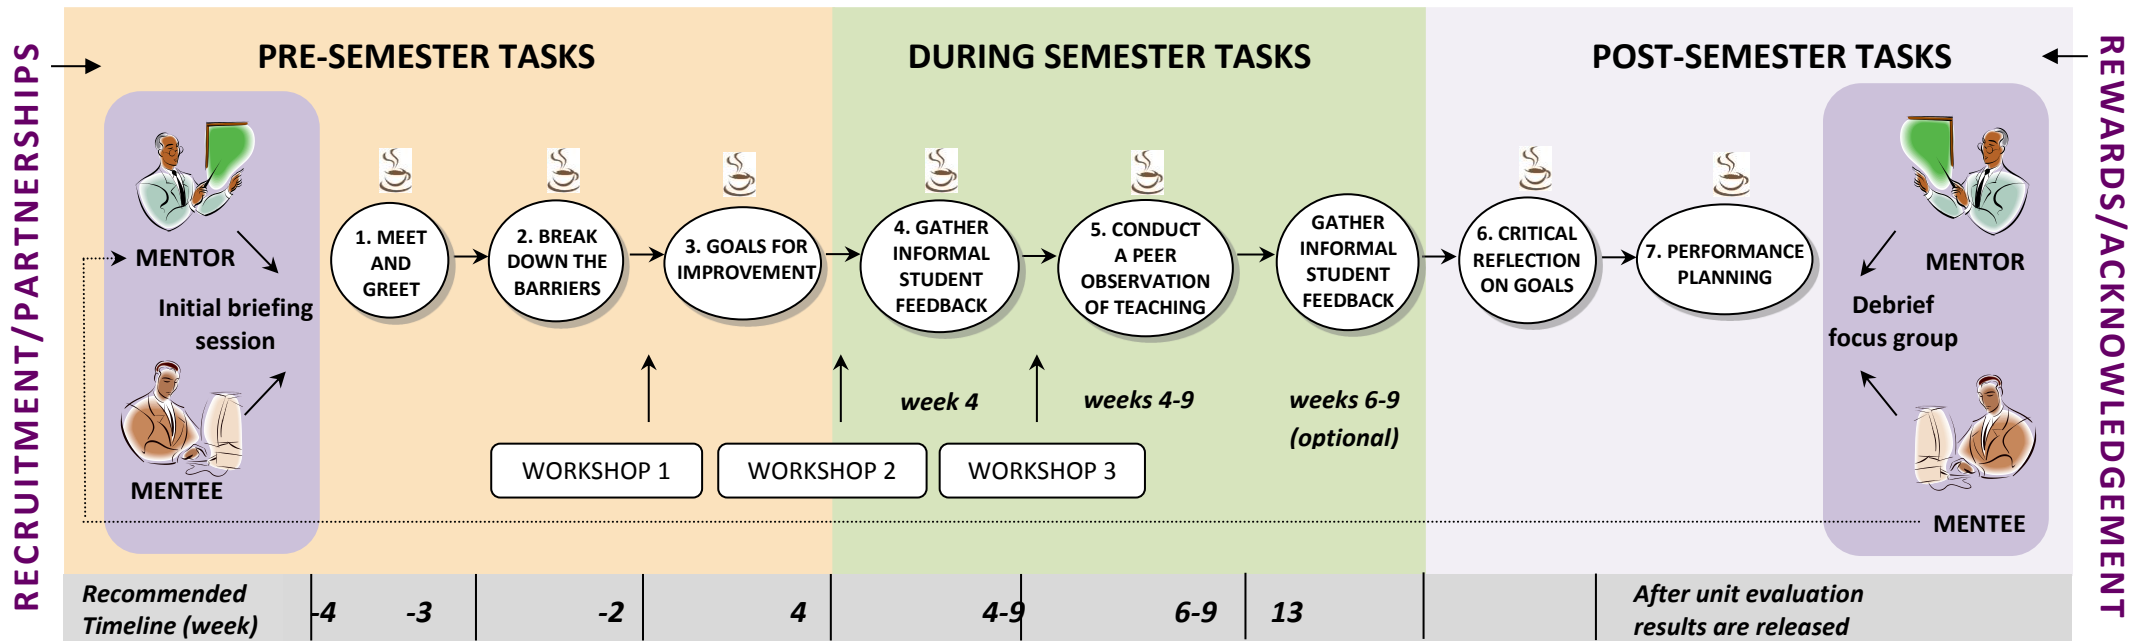 RECRUITMENT/PARTNERSHIPS
PRE-SEMESTER TASKS
DURING SEMESTER TASKS
POST-SEMESTER TASKS
REWARDS/ACKNOWLEDGEMENT
MENTOR
Initial briefing
session
MENTEE
1. MEET
AND
GREET
2. BREAK
DOWN THE
BARRIERS
3. GOALS FOR
IMPROVEMENT
4. GATHER
INFORMAL
STUDENT
FEEDBACK
5. CONDUCT
A PEER
OBSERVATION
OF TEACHING
GATHER
INFORMAL
STUDENT
FEEDBACK
6. CRITICAL
REFLECTION
ON GOALS
7. PERFORMANCE
PLANNING
MENTOR
Debrief
focus group
MENTEE
week 4
weeks 4-9
weeks 6-9
(optional)
WORKSHOP 1
WORKSHOP 2
WORKSHOP 3
Recommended
Timeline (week)
-4
-3
-2
4
4-9
6-9
13
After unit evaluation
results are released